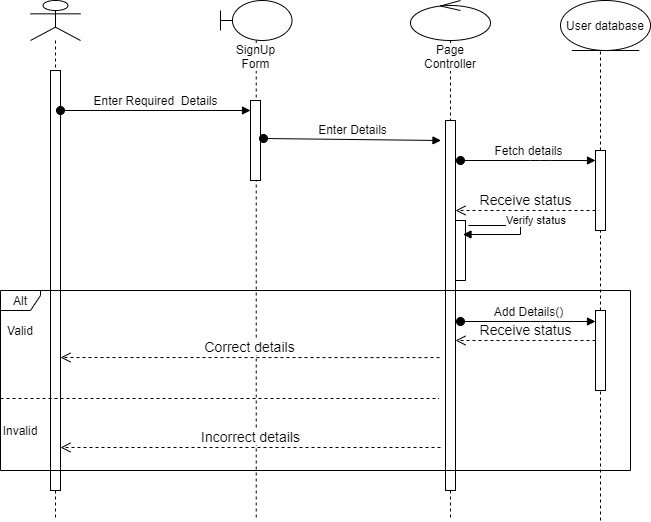 User database
SignUp
Form
Page
Controller
Enter Required  Details
Enter Details
Fetch details
Receive status
Verify status
Alt
Add Details()
Valid
Receive status
Correct details
Invalid
Incorrect details